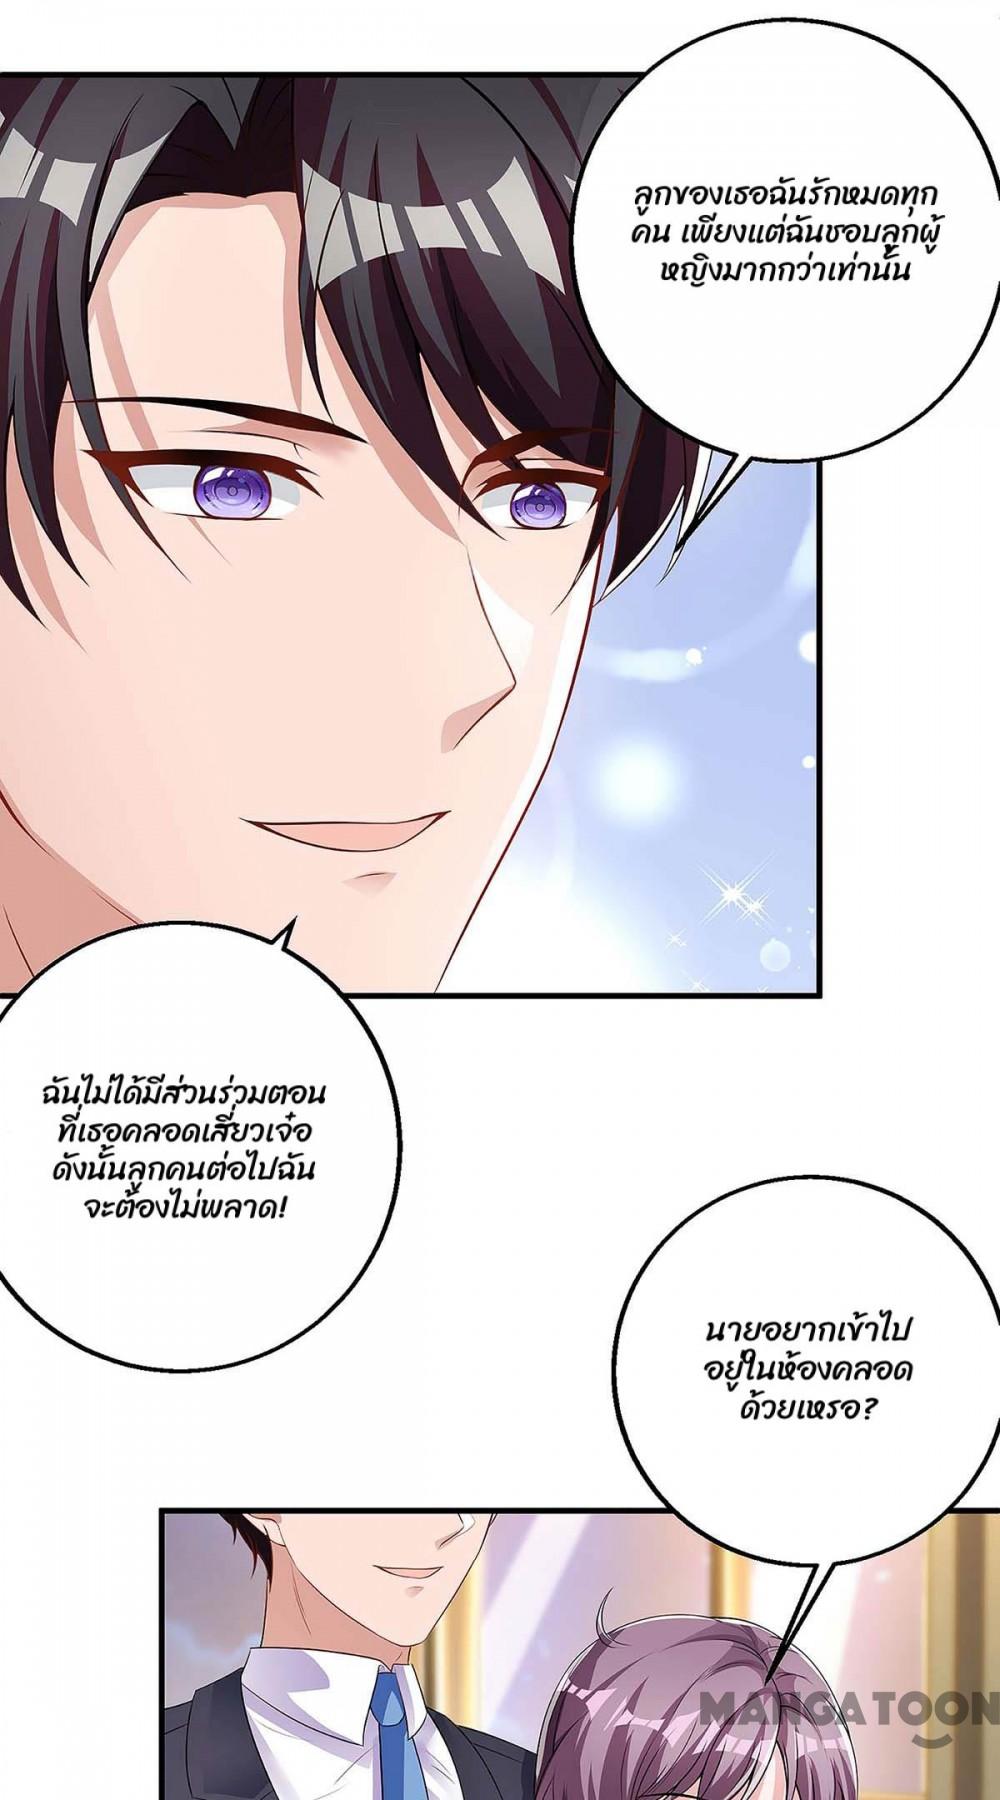 ลูกของเธอฉันรักหมดทุก
คน เพียงแต่ฉันชอบลูกผู้
หญิงมากกว่าเท่านั้น
ฉันไม่ได้มีส่วนร่วมตอน
ที่เธอคลอดเสี่ยวเจ๋อ
ดังนั้นลูกคนต่อไปฉัน
จะต้องไม่พลาด!
นายอยากเข้าไป
อยู่ในห้องคลอด
ด้วยเหรอ?
MANGATOON